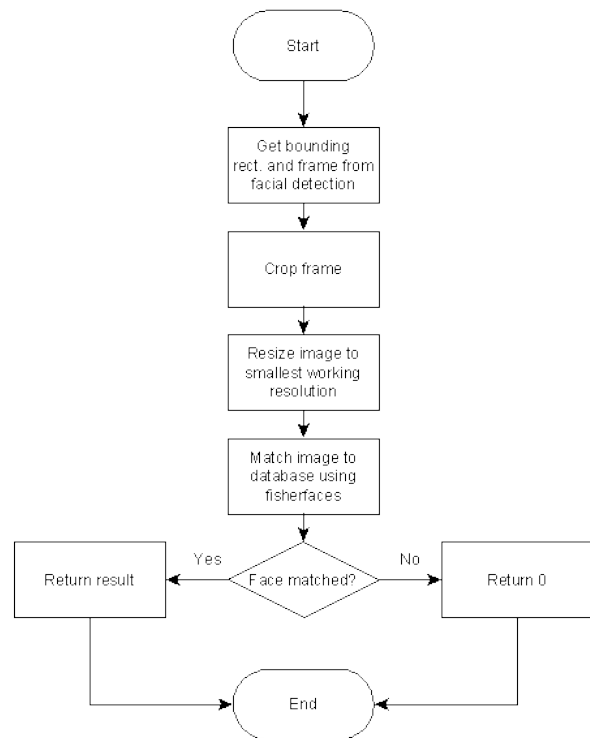 Start
Get bounding
rect. and frame from
facial detection
Crop frame
Resize image to
smallest working
resolution
Match image to
database using
fisherfaces
Yes
No
Return result
Face matched?
Return 0
End